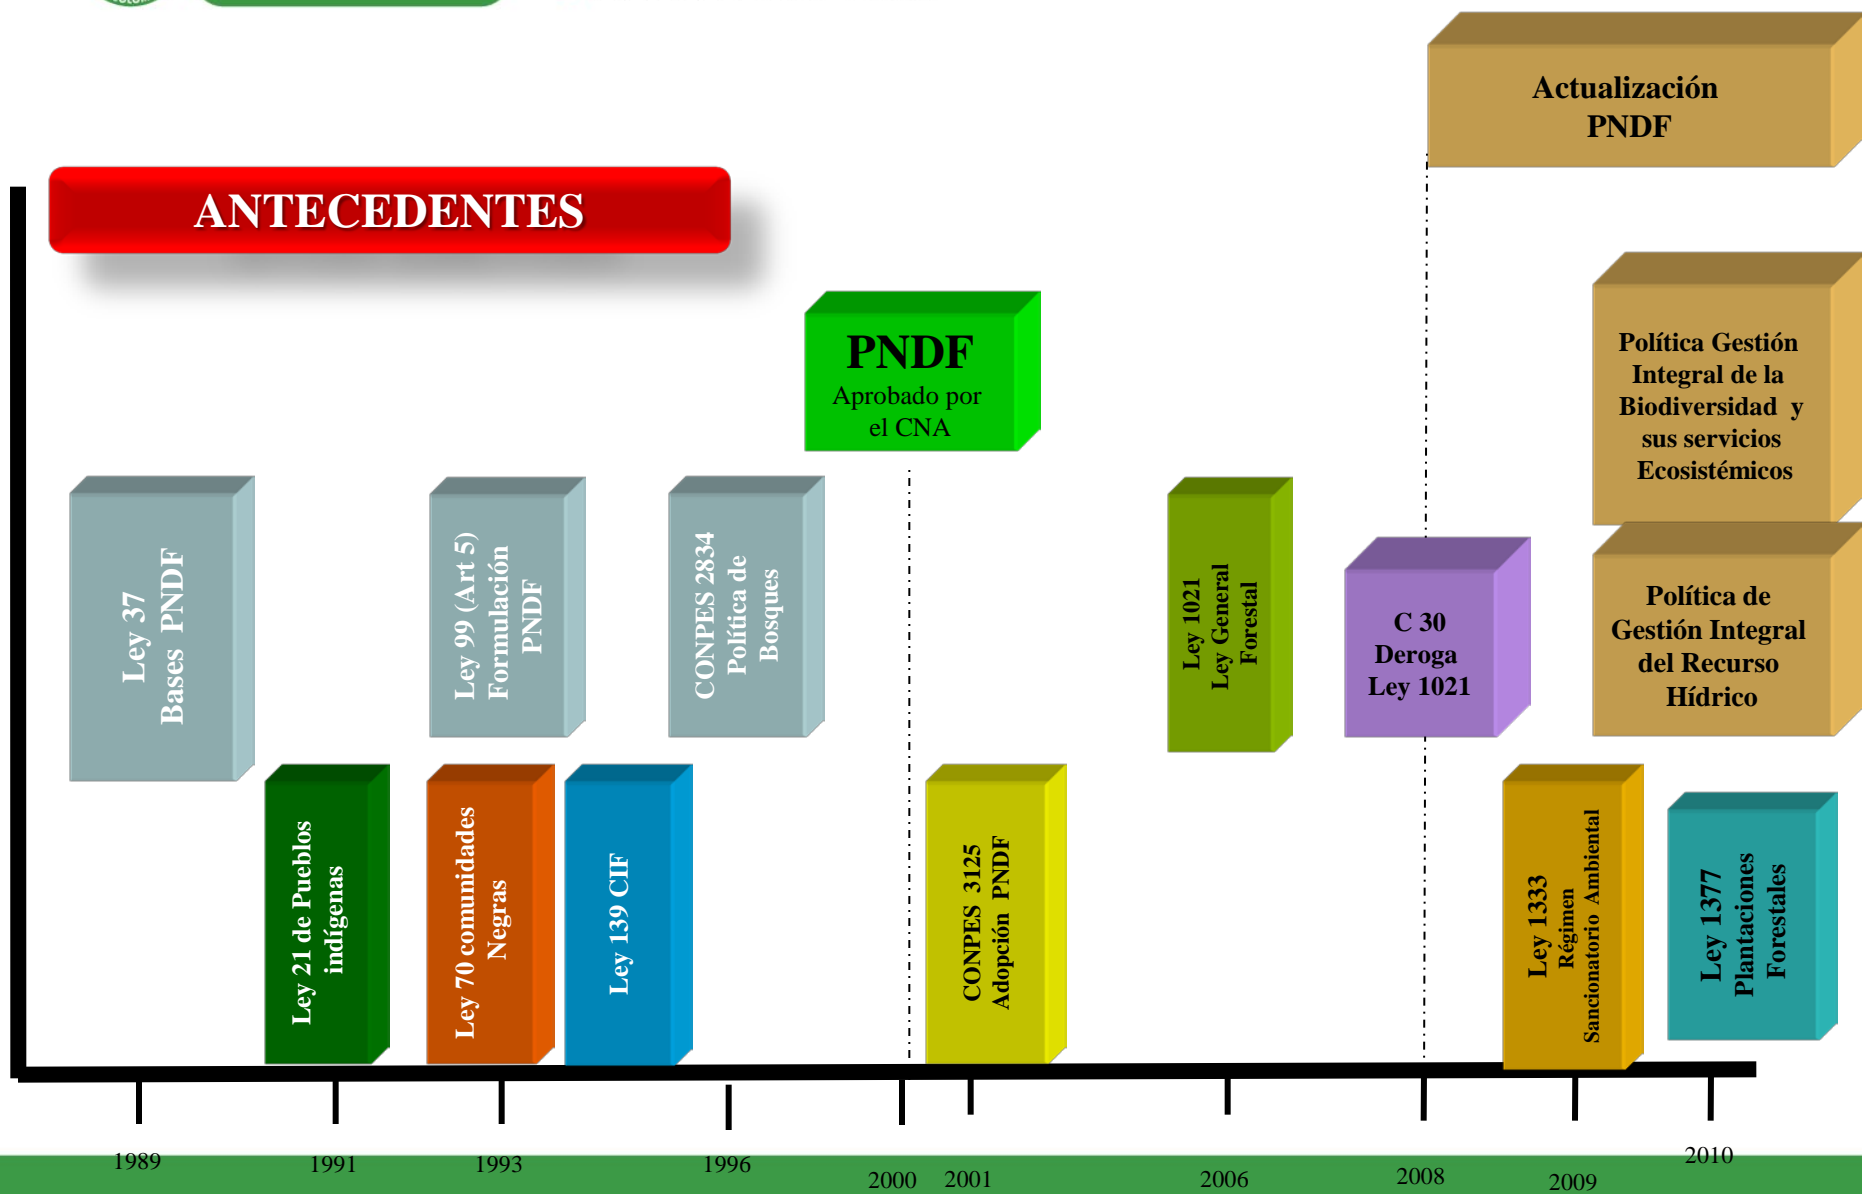 Actualización
PNDF
ANTECEDENTES
PNDF
Aprobado por
el CNA
Política Gestión
Integral de la
Biodiversidad y
sus servicios
Ecosistémicos
Ley 37
Bases PNDF
Ley 99 (Art 5)
Formulación
PNDF
CONPES 2834
Política de
Bosques
Ley 1021
Ley General
Forestal
C 30
Deroga
Ley 1021
Política de
Gestión Integral
del Recurso
Hídrico
Ley 21 de Pueblos
indígenas
Ley 70 comunidades
Negras
Ley 139 CIF
CONPES 3125
Adopción PNDF
Ley 1333
Régimen
Sancionatorio Ambiental
Ley 1377
Plantaciones
Forestales
1989
1991
1993
1996
2000
2001
2006
2008
2009
2010